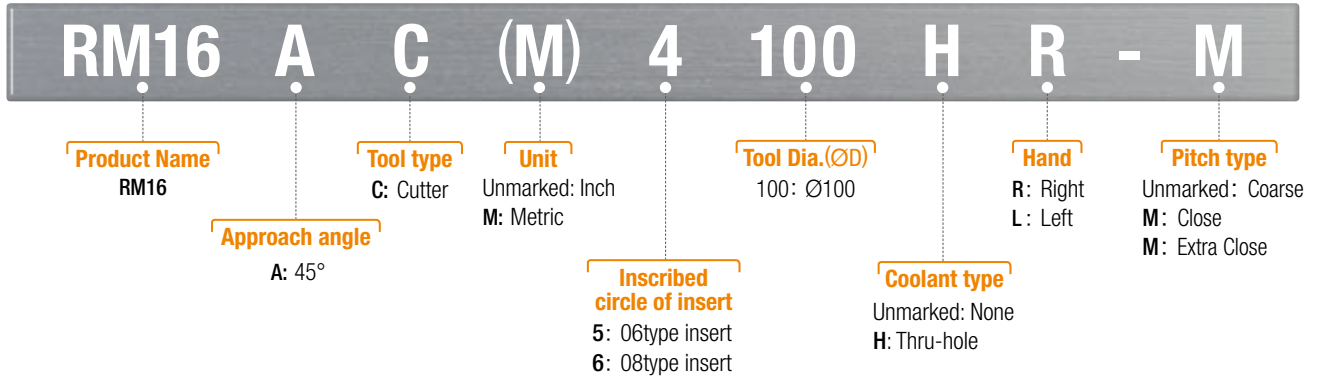 RM16 A C (M) 4 100 H R - M
Product Name
RM16
Approach angle
A: 45°
Tool type
C: Cutter
Unit
Unmarked: Inch
M: Metric
Inscribed
circle of insert
5: 06type insert
6: 08type insert
Tool Dia.(ØD)
100: Ø100
Coolant type
Unmarked: None
H: Thru-hole
Hand
R: Right
L: Left
Pitch type
Unmarked: Coarse
M: Close
M: Extra Close